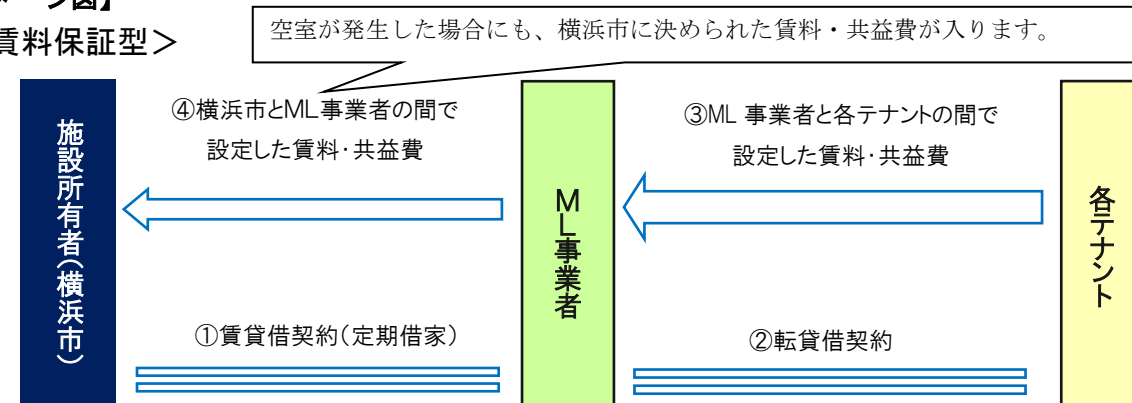 ージ図】
賃料保証型＞
空室が発生した場合にも、横浜市に決められた賃料・共益費が入ります。
④横浜市とML事業者の間で
設定した賃料・共益費
③ML 事業者と各テナントの間で
設定した賃料・共益費
施設所有者(横浜市)
ML事業者
各テナント
①賃貸借契約(定期借家)
②転貸借契約